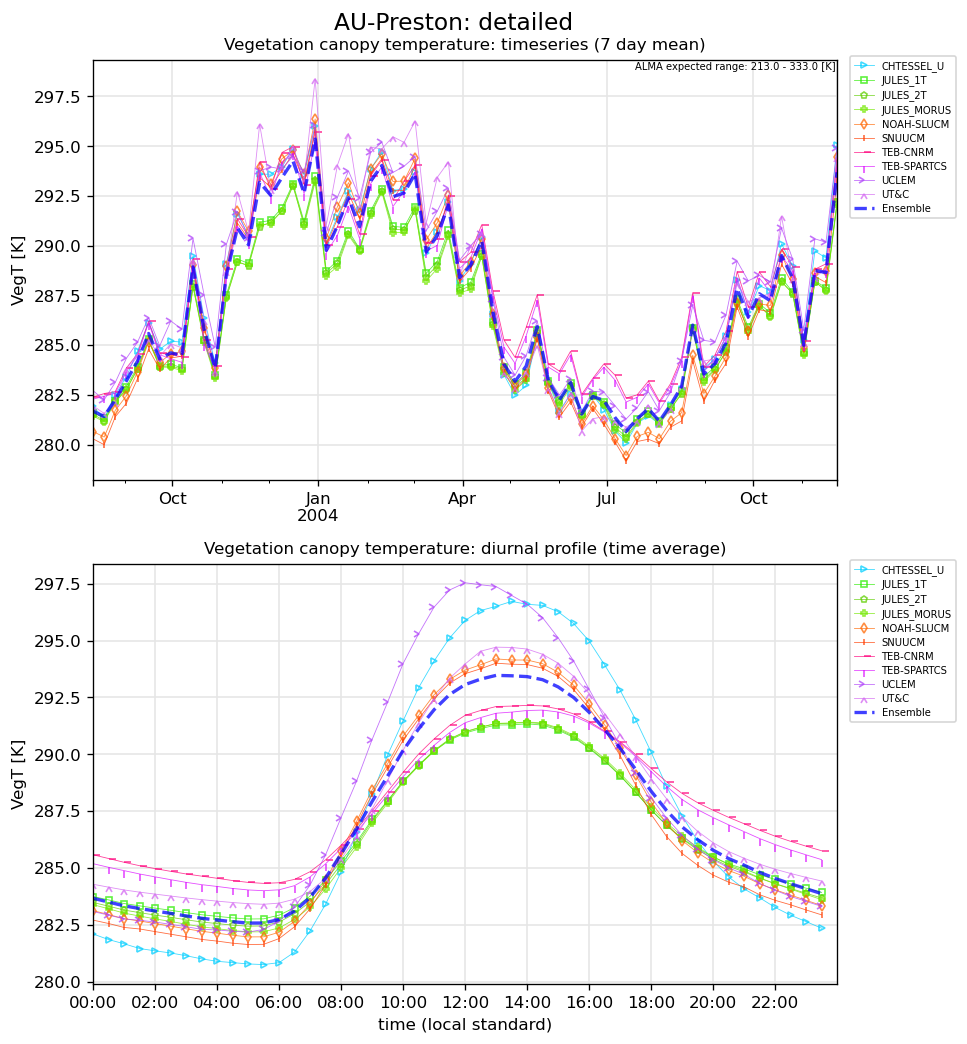 AU-Preston: detailed
Vegetation canopy temperature: timeseries (7 day mean)
ALMA expected range: 213.0 - 333.0 [K]
VegT [K]
297.5
295.0
292.5
290.0
287.5
285.0
282.5
280.0
Oct
Jan
2004
Apr
Jul
Oct
CHTESSEL_U
JULES_1T
JULES_2T
JULES_MORUS
NOAH-SLUCM
SNUUCM
TEB-CNRM
TEB-SPARTCS
UCLEM
UT&C
Ensemble
Vegetation canopy temperature: diurnal profile (time average)
VegT [K]
297.5
295.0
292.5
290.0
287.5
285.0
282.5
280.0
00:00
02:00
04:00
06:00
08:00
10:00
12:00
14:00
16:00
18:00
20:00
22:00
time (local standard)
CHTESSEL_U
JULES_1T
JULES_2T
JULES_MORUS
NOAH-SLUCM
SNUUCM
TEB-CNRM
TEB-SPARTCS
UCLEM
UT&C
Ensemble